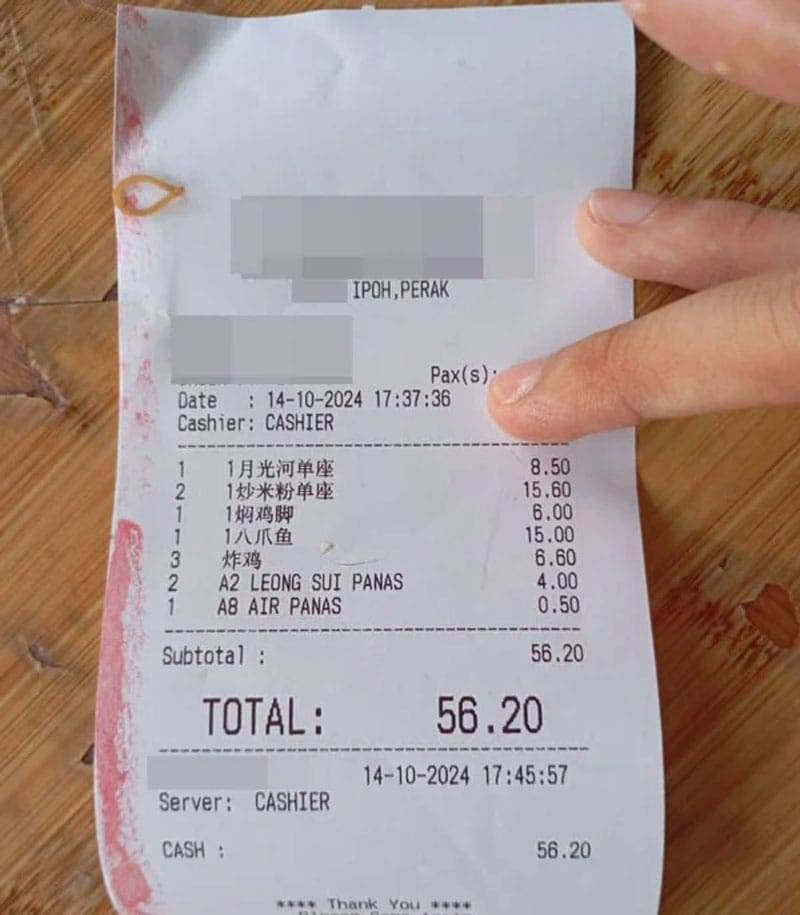 IPOH,PERAK
Pax(s):
Date : 14-10-2024 17:37:36
Cashier: CASHIER
1 1月光河单座 8.50
2 1炒米粉单座 15.60
1 1焖鸡脚 6.00
1 1八爪鱼 15.00
3 炸鸡 6.60
2 A2 LEONG SUI PANAS 4.00
1 A8 AIR PANAS 0.50
Subtotal : 56.20
TOTAL: 56.20
14-10-2024 17:45:57
Server: CASHIER
CASH : 56.20
**** Thank You ****